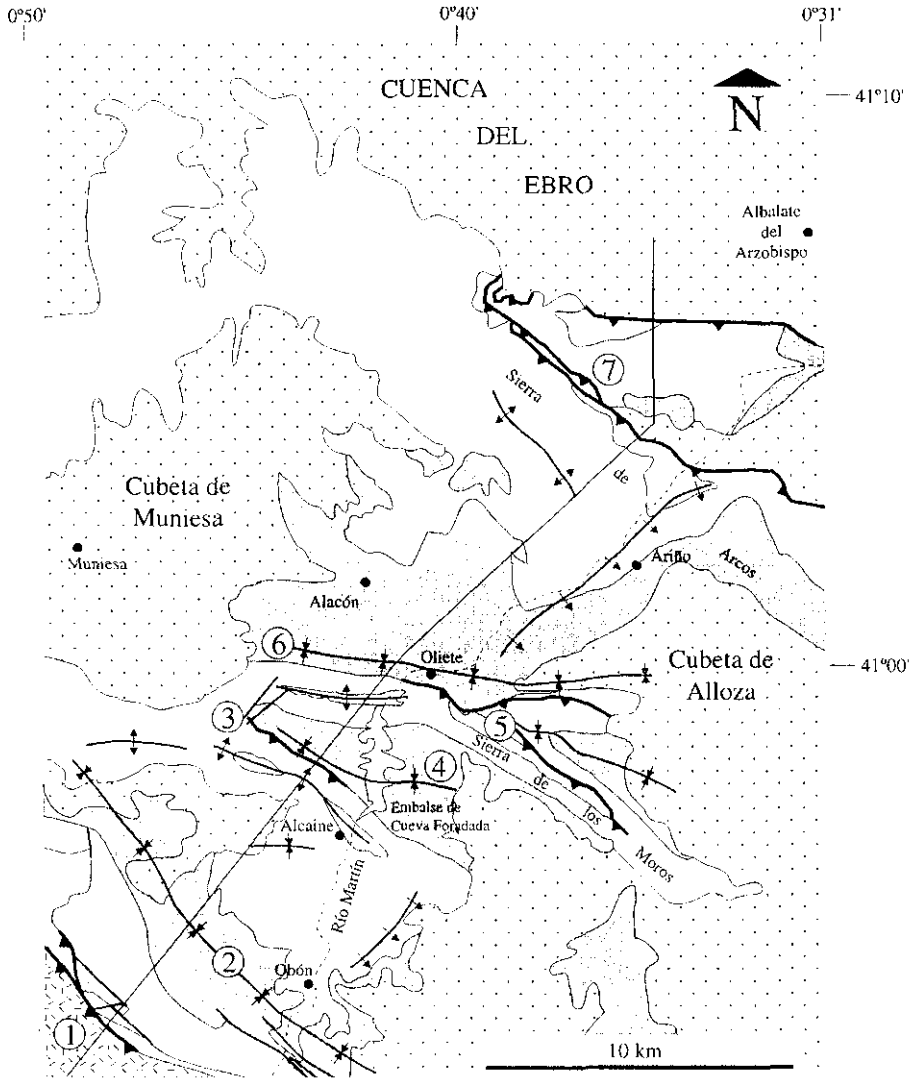 0°50'
0°40'
0°31'
CUENCA
DEL
EBRO
N
41°10'
Albalate
del
Arzobispo
7
Sierra
de
Arcos
Cubeta de
Muniesa
Muniesa
Alacón
Ariño
6
Oliete
41°00'
Cubeta de
Alloza
3
5
Sierra
de
los
Moros
4
Embalse de
Cueva Foradada
Alcaine
Río Martín
2
Obón
1
10 km